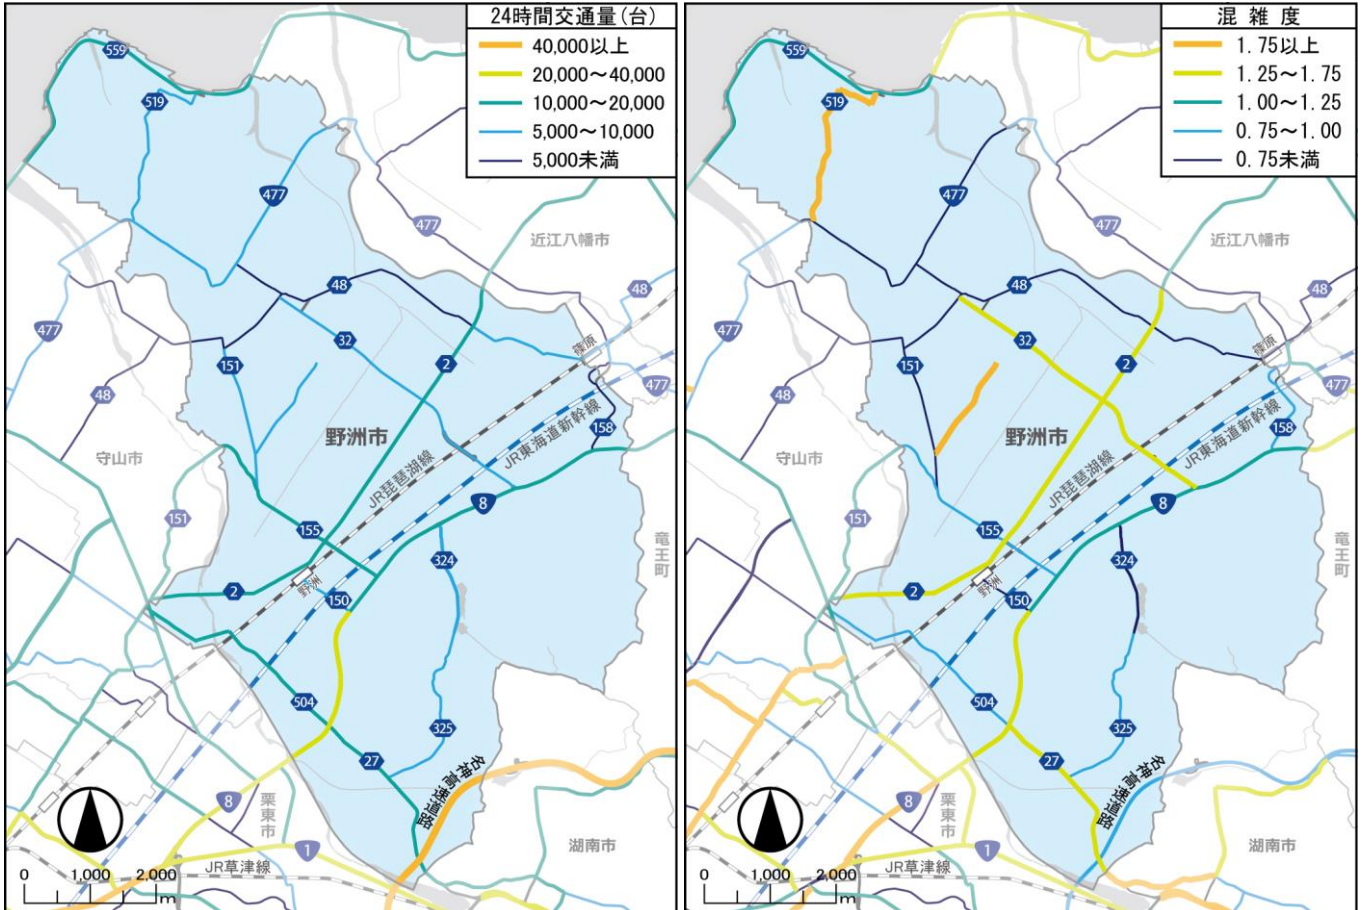 24時間交通量(台)
40,000以上
20,000～40,000
10,000～20,000
5,000～10,000
5,000未満
559
519
477
477
近江八幡市
48
48
477
32
151
2
篠原
477
48
野洲市
JR東海道新幹線
158
守山市
JR琵琶湖線
8
151
155
324
竜王町
野洲
2
150
504
325
27
名神高速道路
8
栗東市
湖南市
1
JR草津線
0 1,000 2,000
m
混雑度
1.75以上
1.25～1.75
1.00～1.25
0.75～1.00
0.75未満
559
519
477
477
近江八幡市
48
48
477
32
151
2
篠原
477
48
野洲市
JR東海道新幹線
158
守山市
JR琵琶湖線
8
151
155
324
竜王町
野洲
2
150
504
325
27
名神高速道路
8
栗東市
湖南市
1
JR草津線
0 1,000 2,000
m